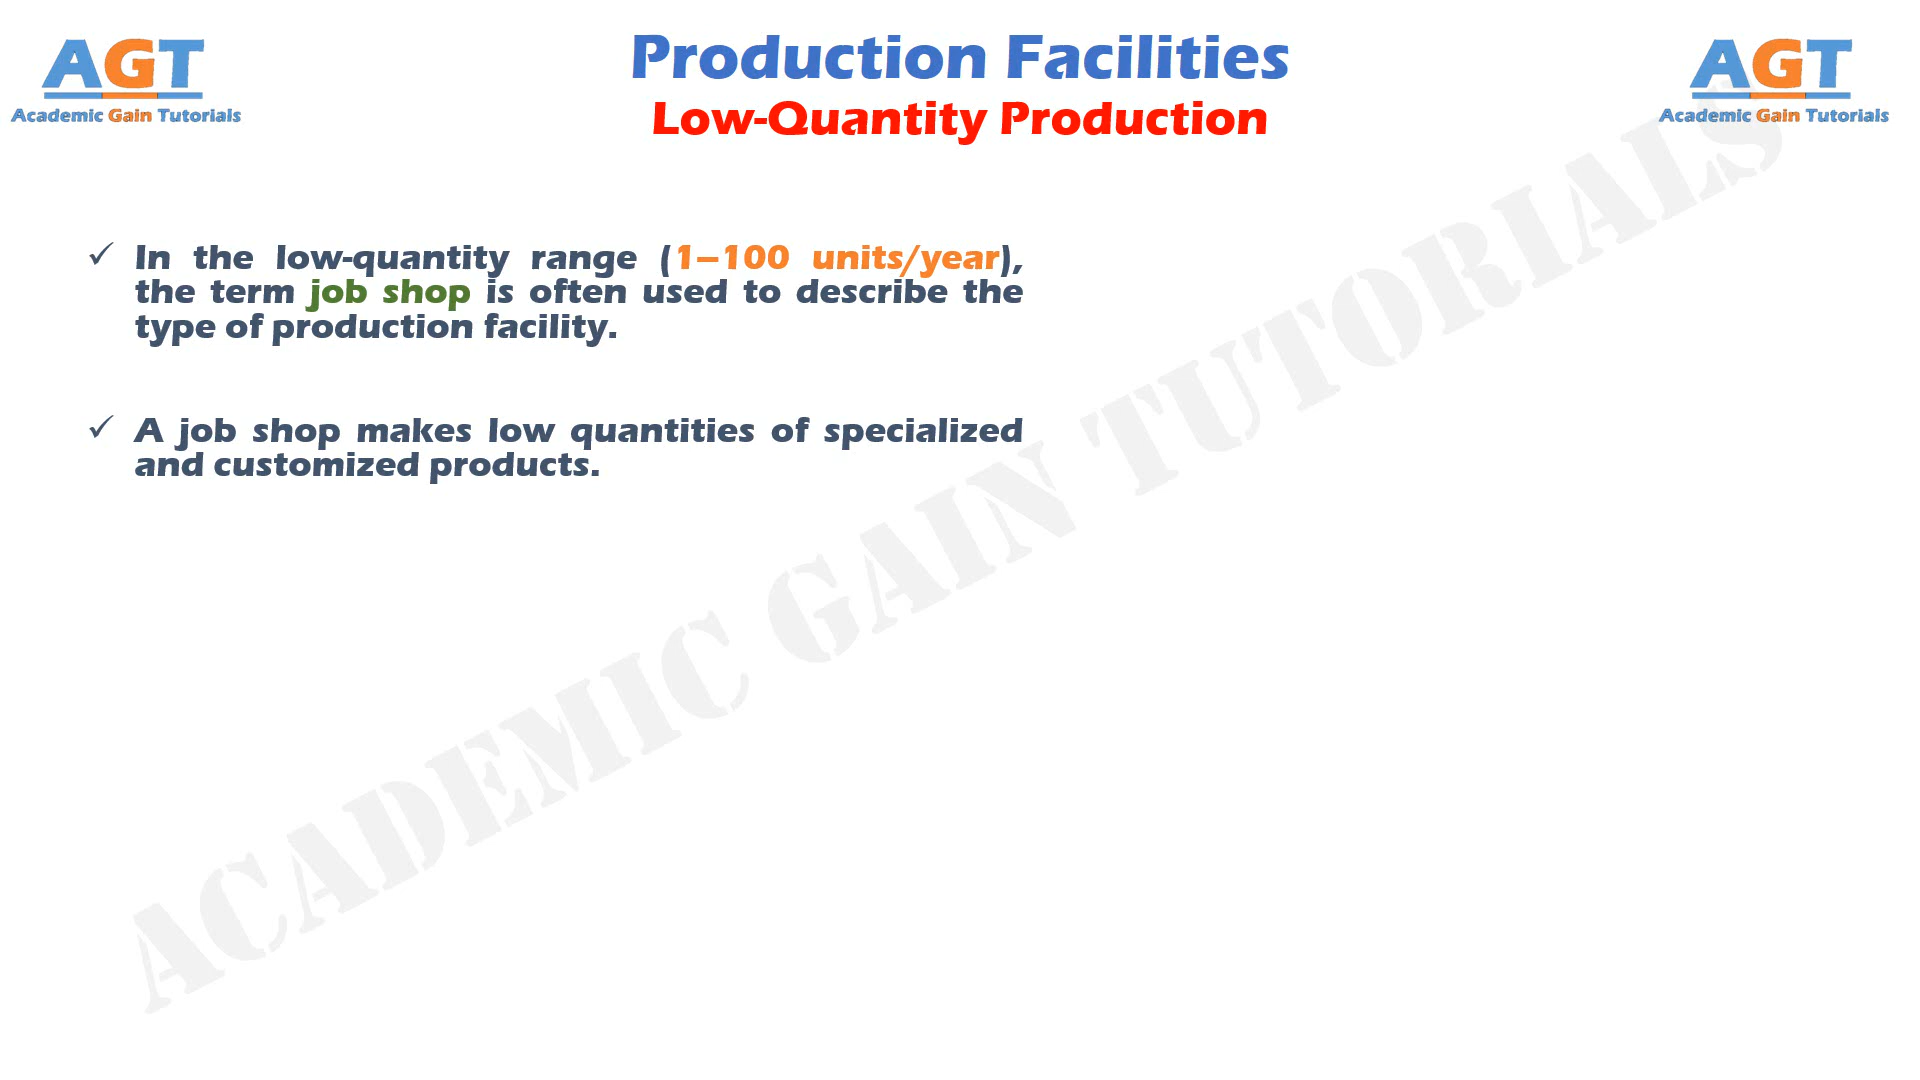 AGT
Academic Gain Tutorials
Production Facilities
Low-Quantity Production
AGT
Academic Gain Tutorials
✓ In the low-quantity range (1–100 units/year),
the term job shop is often used to describe the
type of production facility.
✓ A job shop makes low quantities of specialized
and customized products.
ACADEMIC GAIN TUTORIALS